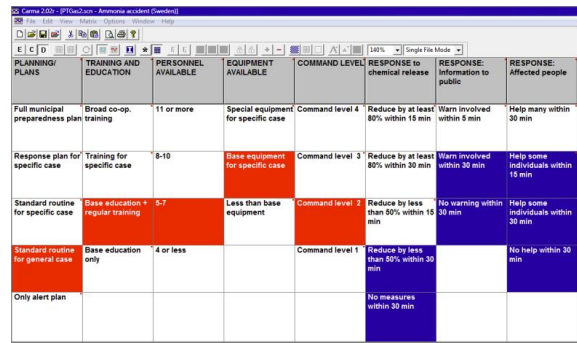 Carma 2.02r - [PTGas2.scn - Ammonia accident (Sweden)]
File Edit View Matrix Options Window Help
E C D 140% Single File Mode
PLANNING/ PLANS
TRAINING AND EDUCATION
PERSONNEL AVAILABLE
EQUIPMENT AVAILABLE
COMMAND LEVEL
RESPONSE to chemical release
RESPONSE: Information to public
RESPONSE: Affected people
Full municipal preparedness plan
Broad co-op. training
11 or more
Special equipment for specific case
Command level 4
Reduce by at least 80% within 15 min
Warn involved within 5 min
Help many within 30 min
Response plan for specific case
Training for specific case
8-10
Base equipment for specific case
Command level 3
Reduce by at least 80% within 30 min
Warn involved within 30 min
Help some individuals within 15 min
Standard routine for specific case
Base education + regular training
5-7
Less than base equipment
Command level 2
Reduce by less than 50% within 15 min
No warning within 30 min
Help some individuals within 30 min
Standard routine for general case
Base education only
4 or less
Command level 1
Reduce by less than 50% within 30 min
No help within 30 min
Only alert plan
No measures within 30 min